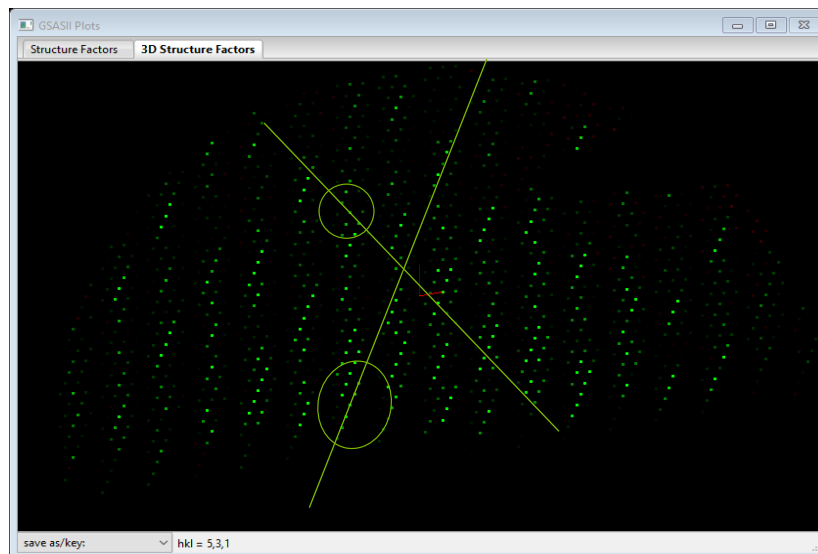 GSASII Plots
Structure Factors 3D Structure Factors
save as/key: hkl = 5,3,1